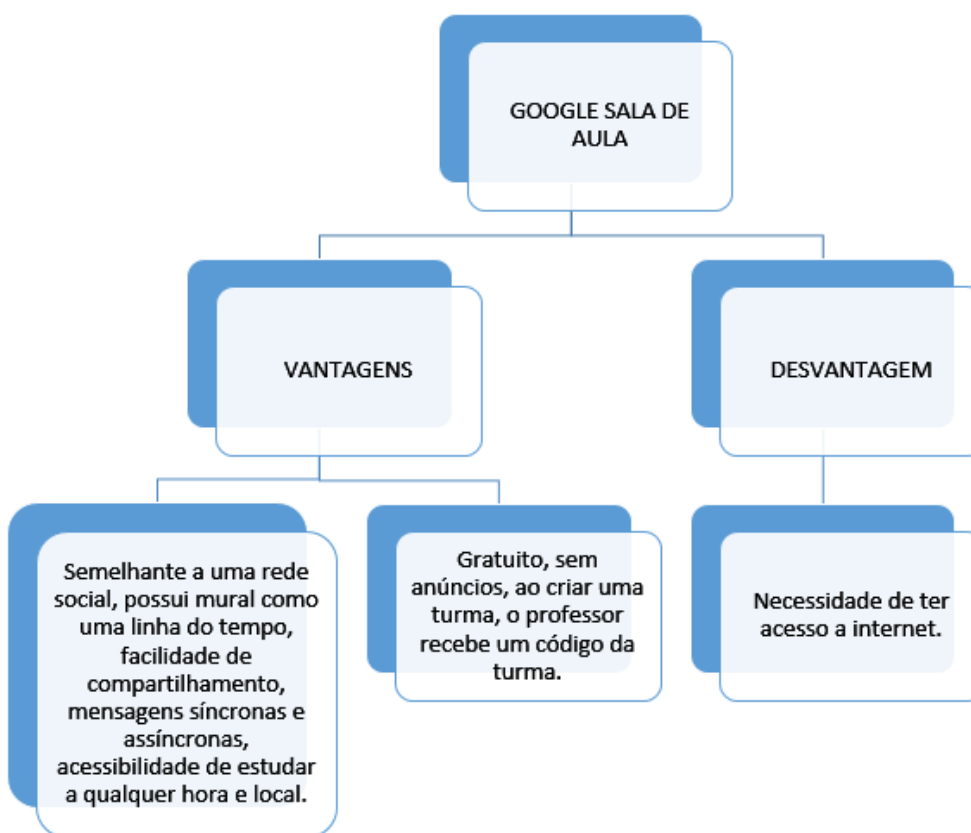 GOOGLE SALA DE
AULA
VANTAGENS
DESVANTAGEM
Semelhante a uma rede
social, possui mural como
uma linha do tempo,
facilidade de
compartilhamento,
mensagens síncronas e
assíncronas,
acessibilidade de estudar
a qualquer hora e local.
Gratuito, sem
anúncios, ao criar uma
turma, o professor
recebe um código da
turma.
Necessidade de ter
acesso a internet.